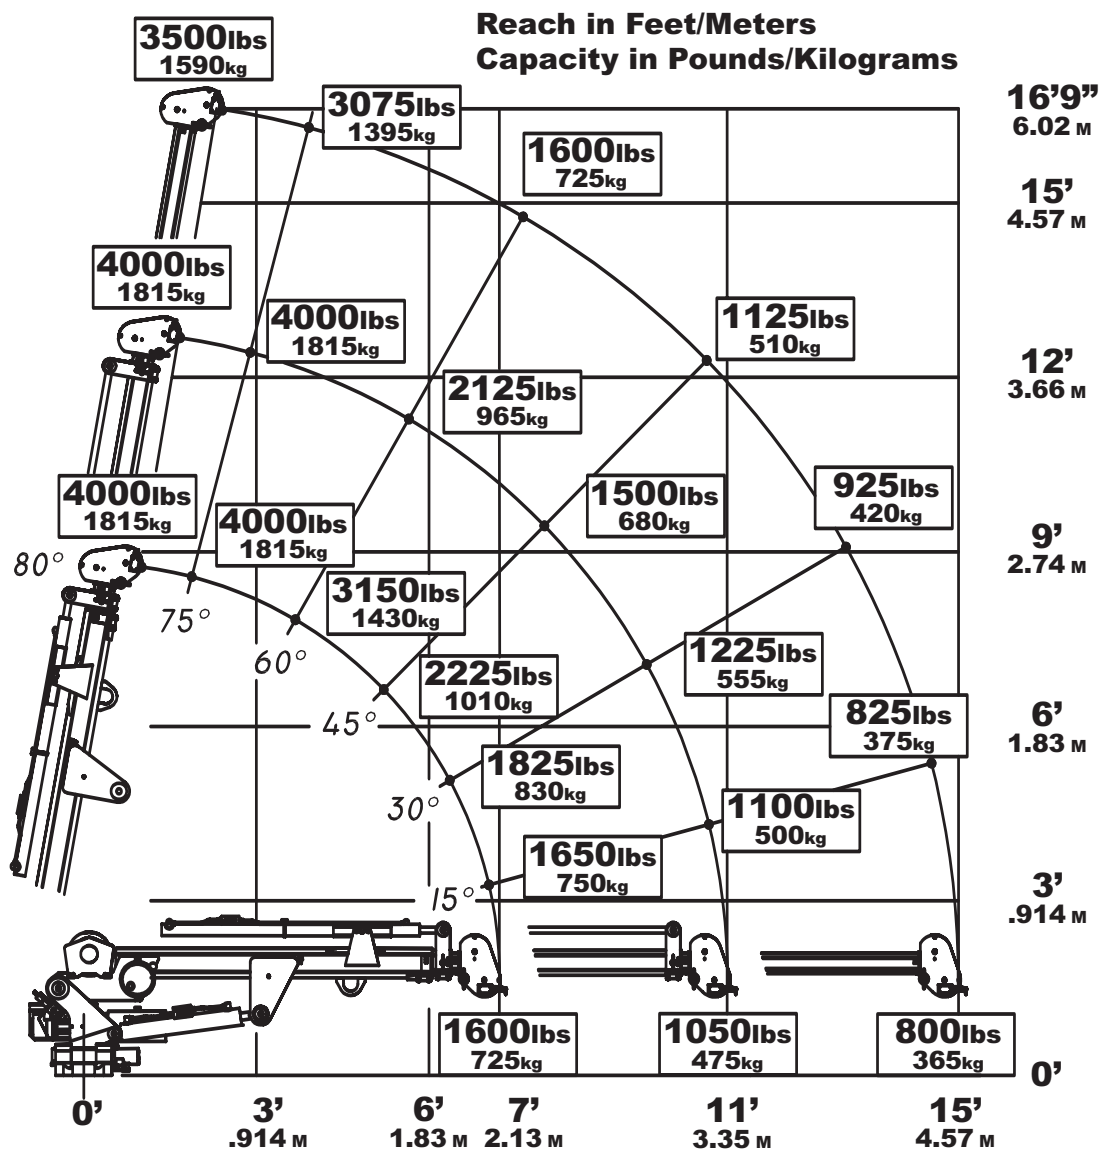 Reach in Feet/Meters
Capacity in Pounds/Kilograms
3500lbs
1590kg
3075lbs
1395kg
16'9”
6.02 M
1600lbs
725kg
15'
4.57 M
4000lbs
1815kg
4000lbs
1815kg
1125lbs
510kg
12'
3.66 M
2125lbs
965kg
4000lbs
1815kg
4000lbs
1815kg
1500lbs
680kg
925lbs
420kg
9'
2.74 M
80°
75°
3150lbs
1430kg
60°
2225lbs
1010kg
1225lbs
555kg
45°
825lbs
375kg
6'
1.83 M
1825lbs
830kg
30°
1100lbs
500kg
1650lbs
750kg
15°
3'
.914 M
1600lbs
725kg
1050lbs
475kg
800lbs
365kg
0'
0'
3'
.914 M
6'
1.83 M
7'
2.13 M
11'
3.35 M
15'
4.57 M